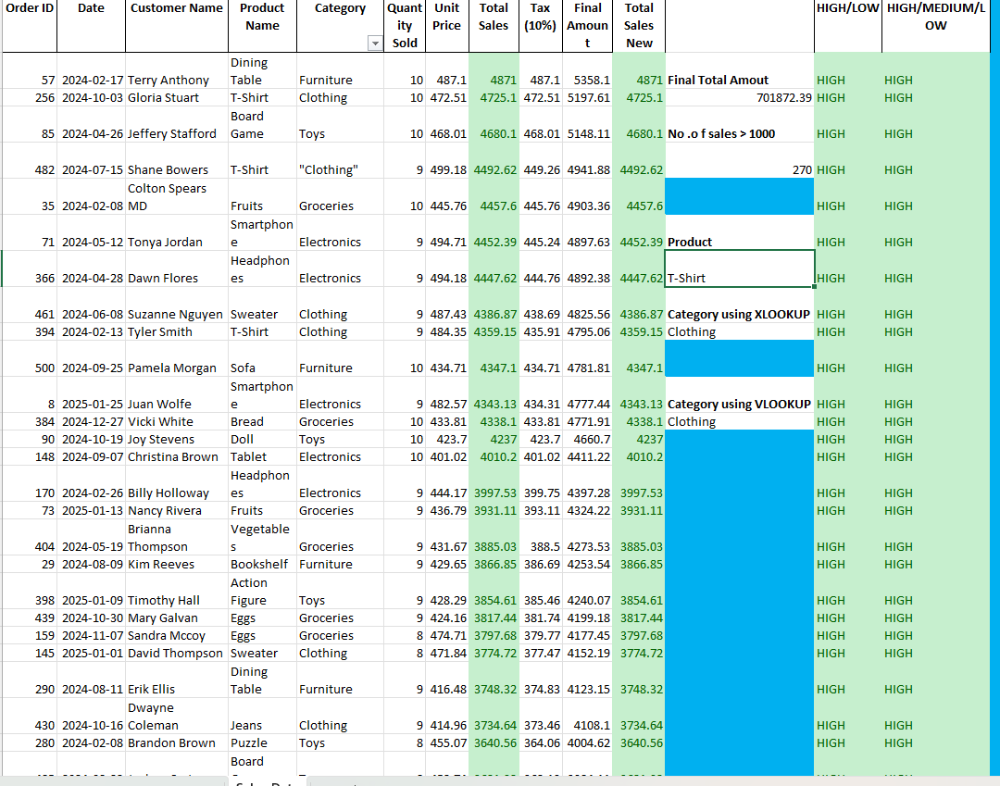 Order ID Date Customer Name Product Name Category Quantity Sold Unit Price Total Sales Tax (10%) Final Amount Total Sales New HIGH/LOW HIGH/MEDIUM/LOW
57 2024-02-17 Terry Anthony Dining Table Furniture 10 487.1 4871 487.1 5358.1 4871 Final Total Amout HIGH HIGH
256 2024-10-03 Gloria Stuart T-Shirt Clothing 10 472.51 4725.1 472.51 5197.61 4725.1 701872.39 HIGH HIGH
85 2024-04-26 Jeffery Stafford Board Game Toys 10 468.01 4680.1 468.01 5148.11 4680.1 No .o f sales > 1000 HIGH HIGH
482 2024-07-15 Shane Bowers T-Shirt "Clothing" 9 499.18 4492.62 449.26 4941.88 4492.62 270 HIGH HIGH
35 2024-02-08 Colton Spears MD Fruits Groceries 10 445.76 4457.6 445.76 4903.36 4457.6 HIGH HIGH
71 2024-05-12 Tonya Jordan Smartphone Electronics 9 494.71 4452.39 445.24 4897.63 4452.39 Product HIGH HIGH
366 2024-04-28 Dawn Flores Headphones Electronics 9 494.18 4447.62 444.76 4892.38 4447.62 T-Shirt HIGH HIGH
461 2024-06-08 Suzanne Nguyen Sweater Clothing 9 487.43 4386.87 438.69 4825.56 4386.87 Category using XLOOKUP HIGH HIGH
394 2024-02-13 Tyler Smith T-Shirt Clothing 9 484.35 4359.15 435.91 4795.06 4359.15 Clothing HIGH HIGH
500 2024-09-25 Pamela Morgan Sofa Furniture 10 434.71 4347.1 434.71 4781.81 4347.1 HIGH HIGH
8 2025-01-25 Juan Wolfe Smartphone Electronics 9 482.57 4343.13 434.31 4777.44 4343.13 Category using VLOOKUP HIGH HIGH
384 2024-12-27 Vicki White Bread Groceries 10 433.81 4338.1 433.81 4771.91 4338.1 Clothing HIGH HIGH
90 2024-10-19 Joy Stevens Doll Toys 10 423.7 4237 423.7 4660.7 4237 HIGH HIGH
148 2024-09-07 Christina Brown Tablet Electronics 10 401.02 4010.2 401.02 4411.22 4010.2 HIGH HIGH
170 2024-02-26 Billy Holloway Headphones Electronics 9 444.17 3997.53 399.75 4397.28 3997.53 HIGH HIGH
73 2025-01-13 Nancy Rivera Fruits Groceries 9 436.79 3931.11 393.11 4324.22 3931.11 HIGH HIGH
404 2024-05-19 Brianna Thompson Vegetables Groceries 9 431.67 3885.03 388.5 4273.53 3885.03 HIGH HIGH
29 2024-08-09 Kim Reeves Bookshelf Furniture 9 429.65 3866.85 386.69 4253.54 3866.85 HIGH HIGH
398 2025-01-09 Timothy Hall Action Figure Toys 9 428.29 3854.61 385.46 4240.07 3854.61 HIGH HIGH
439 2024-10-30 Mary Galvan Eggs Groceries 9 424.16 3817.44 381.74 4199.18 3817.44 HIGH HIGH
159 2024-11-07 Sandra Mccoy Eggs Groceries 8 474.71 3797.68 379.77 4177.45 3797.68 HIGH HIGH
145 2025-01-01 David Thompson Sweater Clothing 8 471.84 3774.72 377.47 4152.19 3774.72 HIGH HIGH
290 2024-08-11 Erik Ellis Dining Table Furniture 9 416.48 3748.32 374.83 4123.15 3748.32 HIGH HIGH
430 2024-10-16 Dwayne Coleman Jeans Clothing 9 414.96 3734.64 373.46 4108.1 3734.64 HIGH HIGH
280 2024-02-08 Brandon Brown Puzzle Toys 8 455.07 3640.56 364.06 4004.62 3640.56 HIGH HIGH
Board